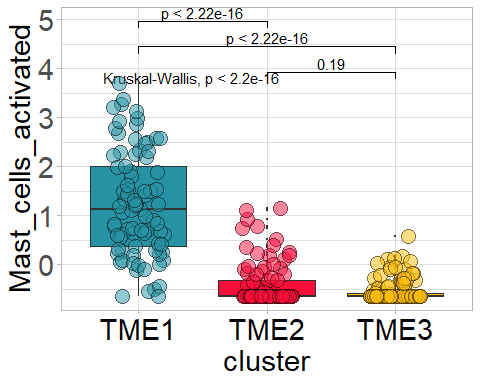 5
4
3
2
1
0
Mast_cells_activated
p < 2.22e-16
p < 2.22e-16
0.19
Kruskal-Wallis, p < 2.2e-16
TME1 TME2 TME3
cluster